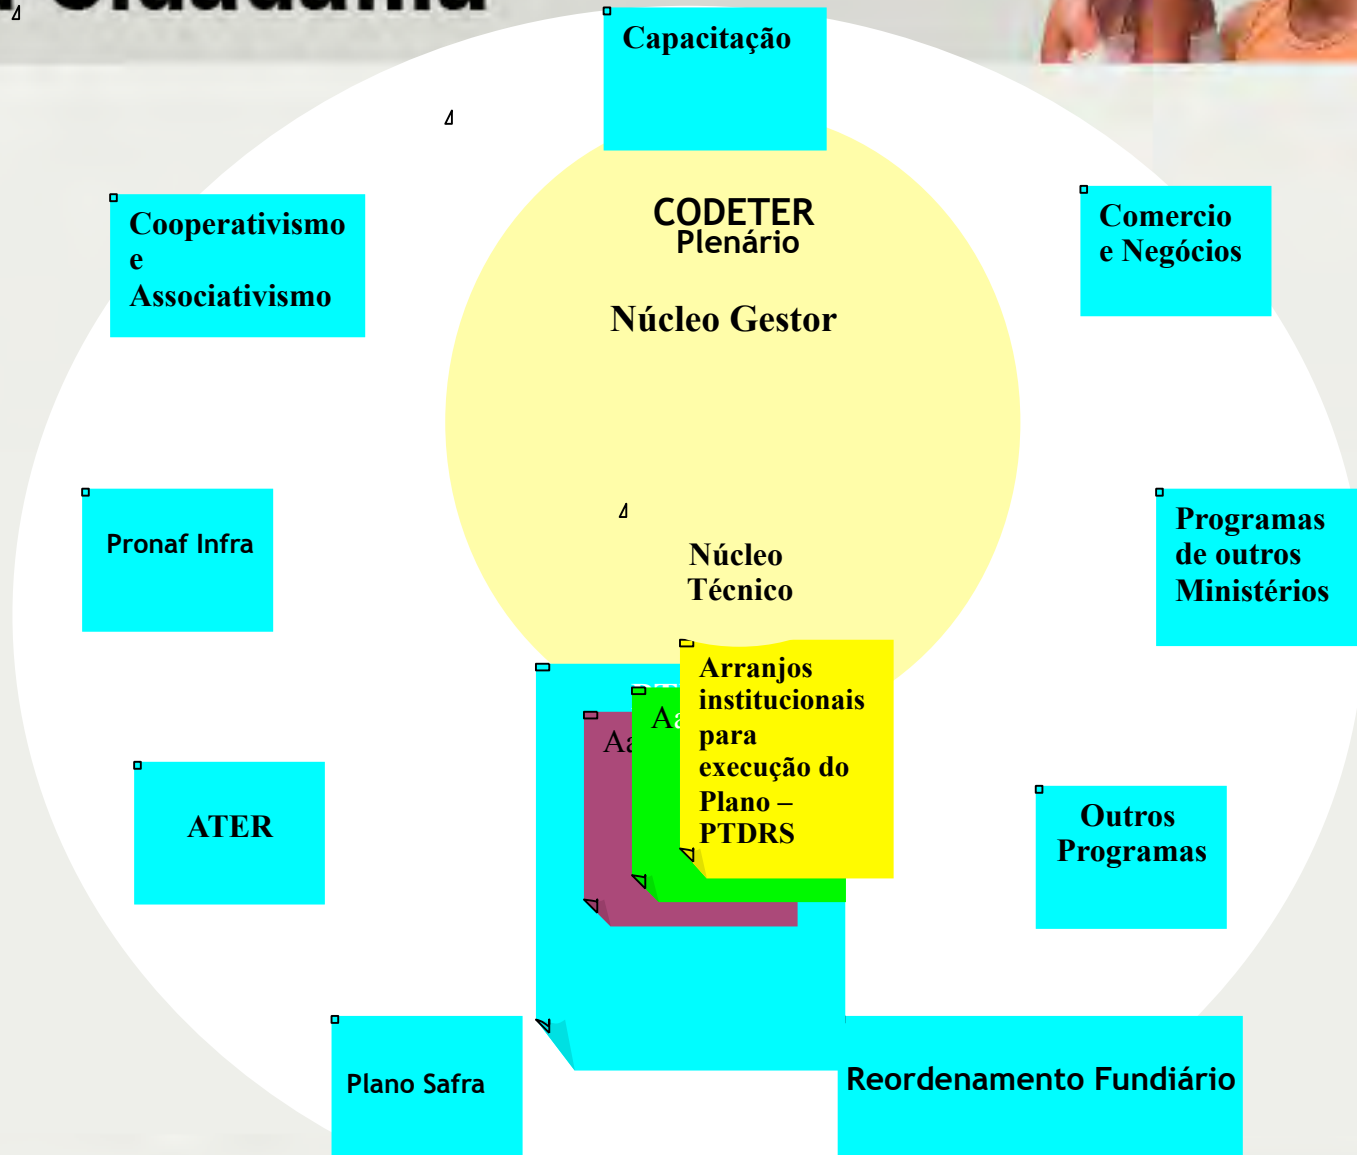 Capacitação
Cooperativismo
e
Associativismo
CODETER
Plenário
Comercio
e Negócios
Núcleo Gestor
Pronaf Infra
Programas
de outros
Ministérios
Núcleo
Técnico
Arranjos
institucionais
para
execução do
Plano –
PTDRS
ATER
Outros
Programas
Plano Safra
Reordenamento Fundiário